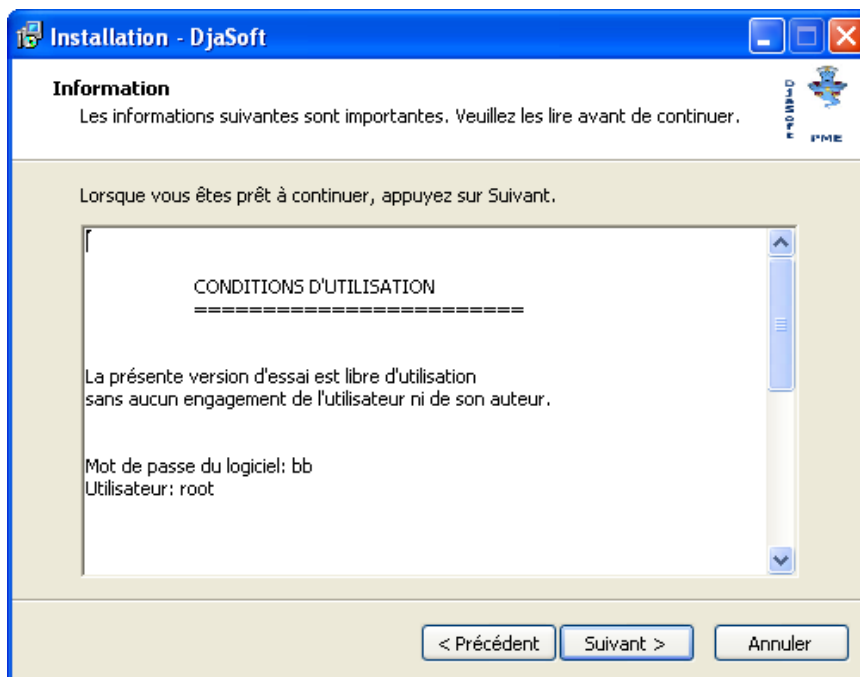 Installation - DjaSoft
Information
Les informations suivantes sont importantes. Veuillez les lire avant de continuer.
DjaSoft
PME
Lorsque vous êtes prêt à continuer, appuyez sur Suivant.
CONDITIONS D'UTILISATION
========================
La présente version d'essai est libre d'utilisation
sans aucun engagement de l'utilisateur ni de son auteur.
Mot de passe du logiciel: bb
Utilisateur: root
< Précédent
Suivant >
Annuler